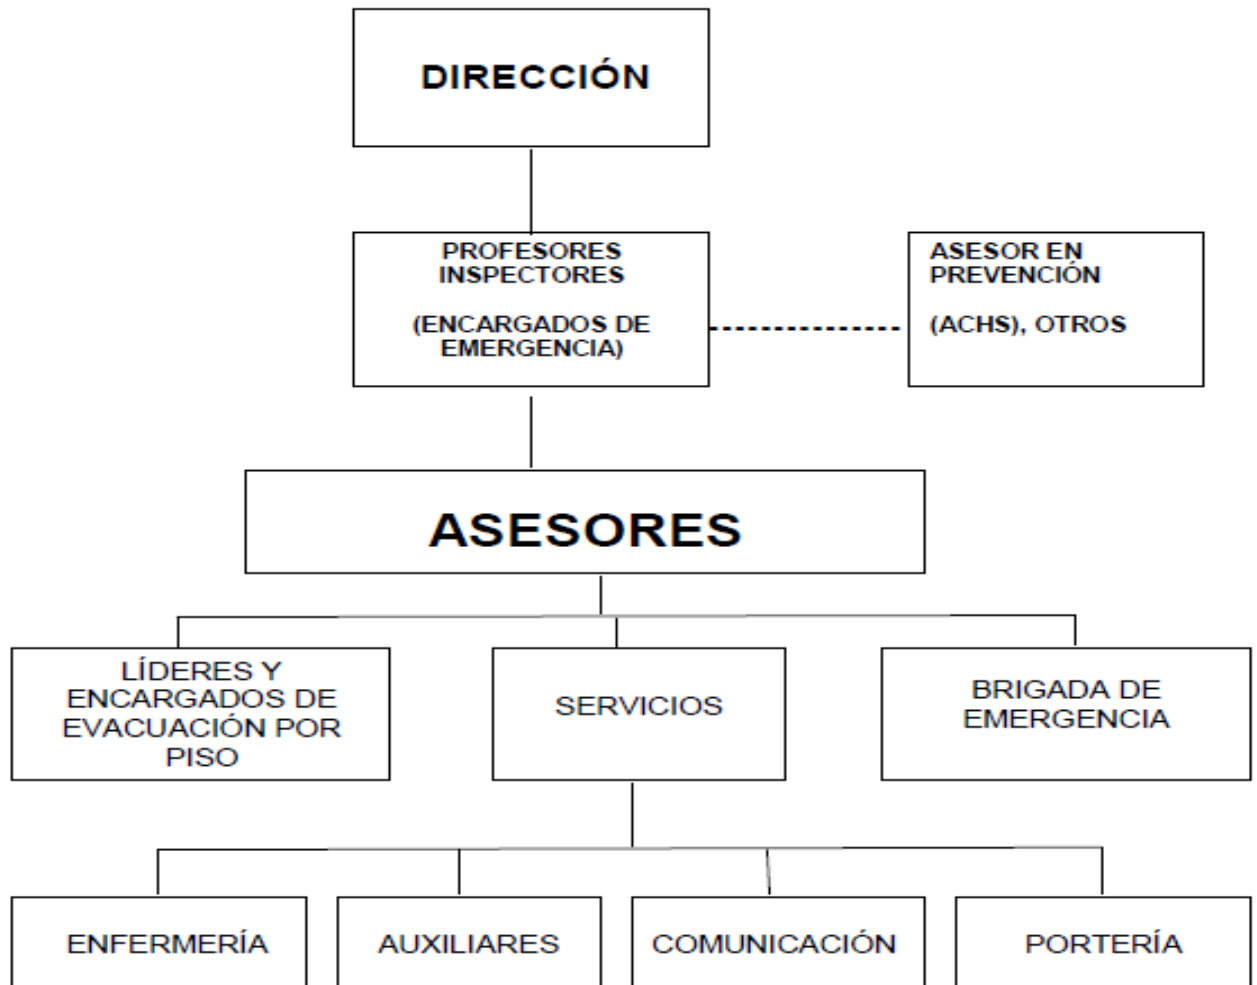 DIRECCIÓN
PROFESORES
INSPECTORES
(ENCARGADOS DE
EMERGENCIA)
ASESOR EN
PREVENCIÓN
(ACHS), OTROS
ASESORES
LÍDERES Y
ENCARGADOS DE
EVACUACIÓN POR
PISO
SERVICIOS
BRIGADA DE
EMERGENCIA
ENFERMERÍA
AUXILIARES
COMUNICACIÓN
PORTERÍA